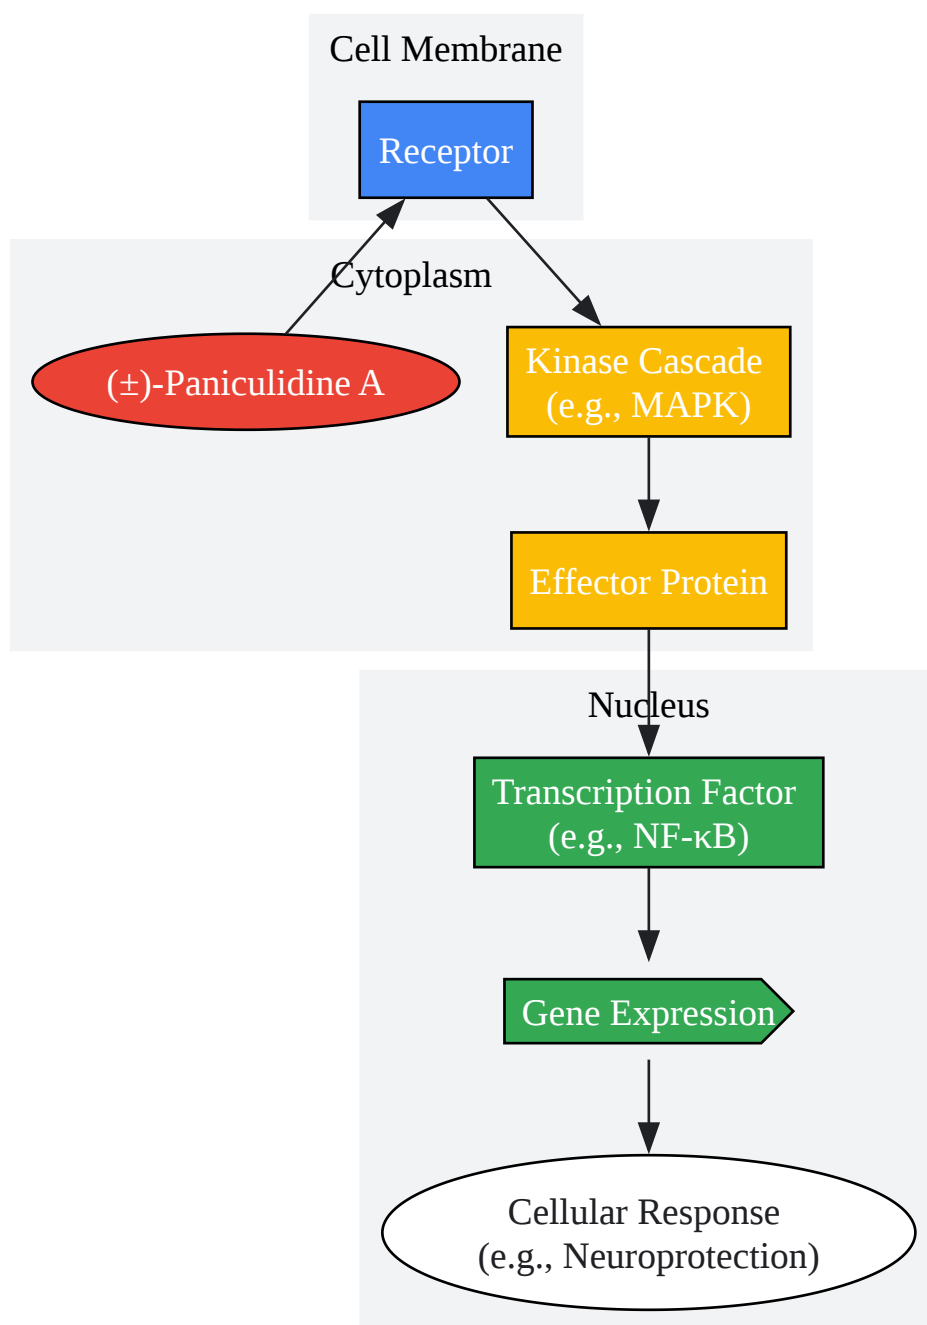 Cell Membrane
Receptor
Cytoplasm
(±)-Paniculidine A
Kinase Cascade
(e.g., MAPK)
Effector Protein
Nucleus
Transcription Factor
(e.g., NF-κB)
Gene Expression
Cellular Response
(e.g., Neuroprotection)